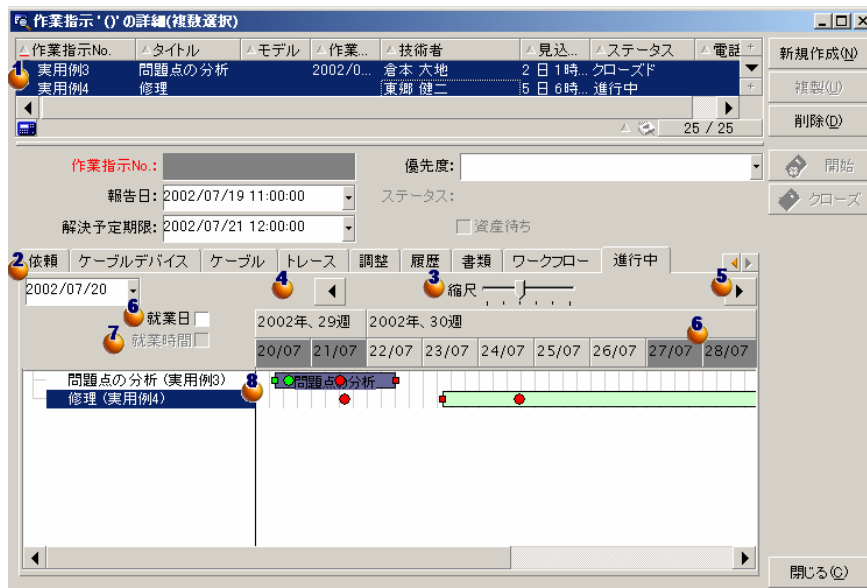 作業指示 '()' の詳細(複数選択)
作業指示No. タイトル モデル 作業... 技術者 見込... ステータス 電話
1 実用例3 問題点の分析 2002/0... 倉本 大地 2 日 1時... クローズド
実用例4 修理 東郷 健二 5 日 6時... 進行中
25 / 25
新規作成(N)
複製(U)
削除(D)
開始
クローズ
作業指示No.: 優先度:
報告日: 2002/07/19 11:00:00 ステータス:
解決予定期限: 2002/07/21 12:00:00 資産待ち
2 依頼 ケーブルデバイス ケーブル トレース 調整 履歴 書類 ワークフロー 進行中
2002/07/20 4 3 縮尺 5
6 就業日 2002年、29週 2002年、30週 6
7 就業時間 20/07 21/07 22/07 23/07 24/07 25/07 26/07 27/07 28/07
問題点の分析 (実用例3) 8 問題点の分析
修理 (実用例4)
閉じる(C)